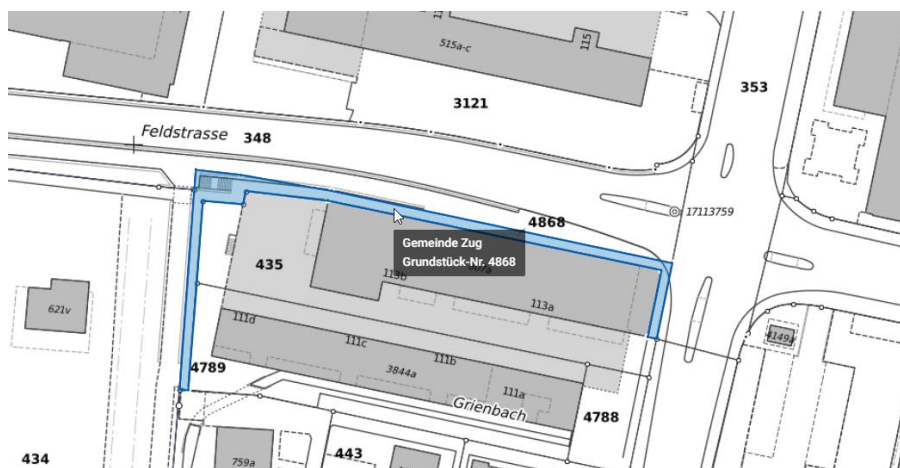 515a-c
115
353
3121
Feldstrasse
348
17113759
4868
Gemeinde Zug
Grundstück-Nr. 4868
435
113b
113a
621v
111d
111c
111b
3844a
111a
4149a
4789
Grienbach
4788
434
759a
443